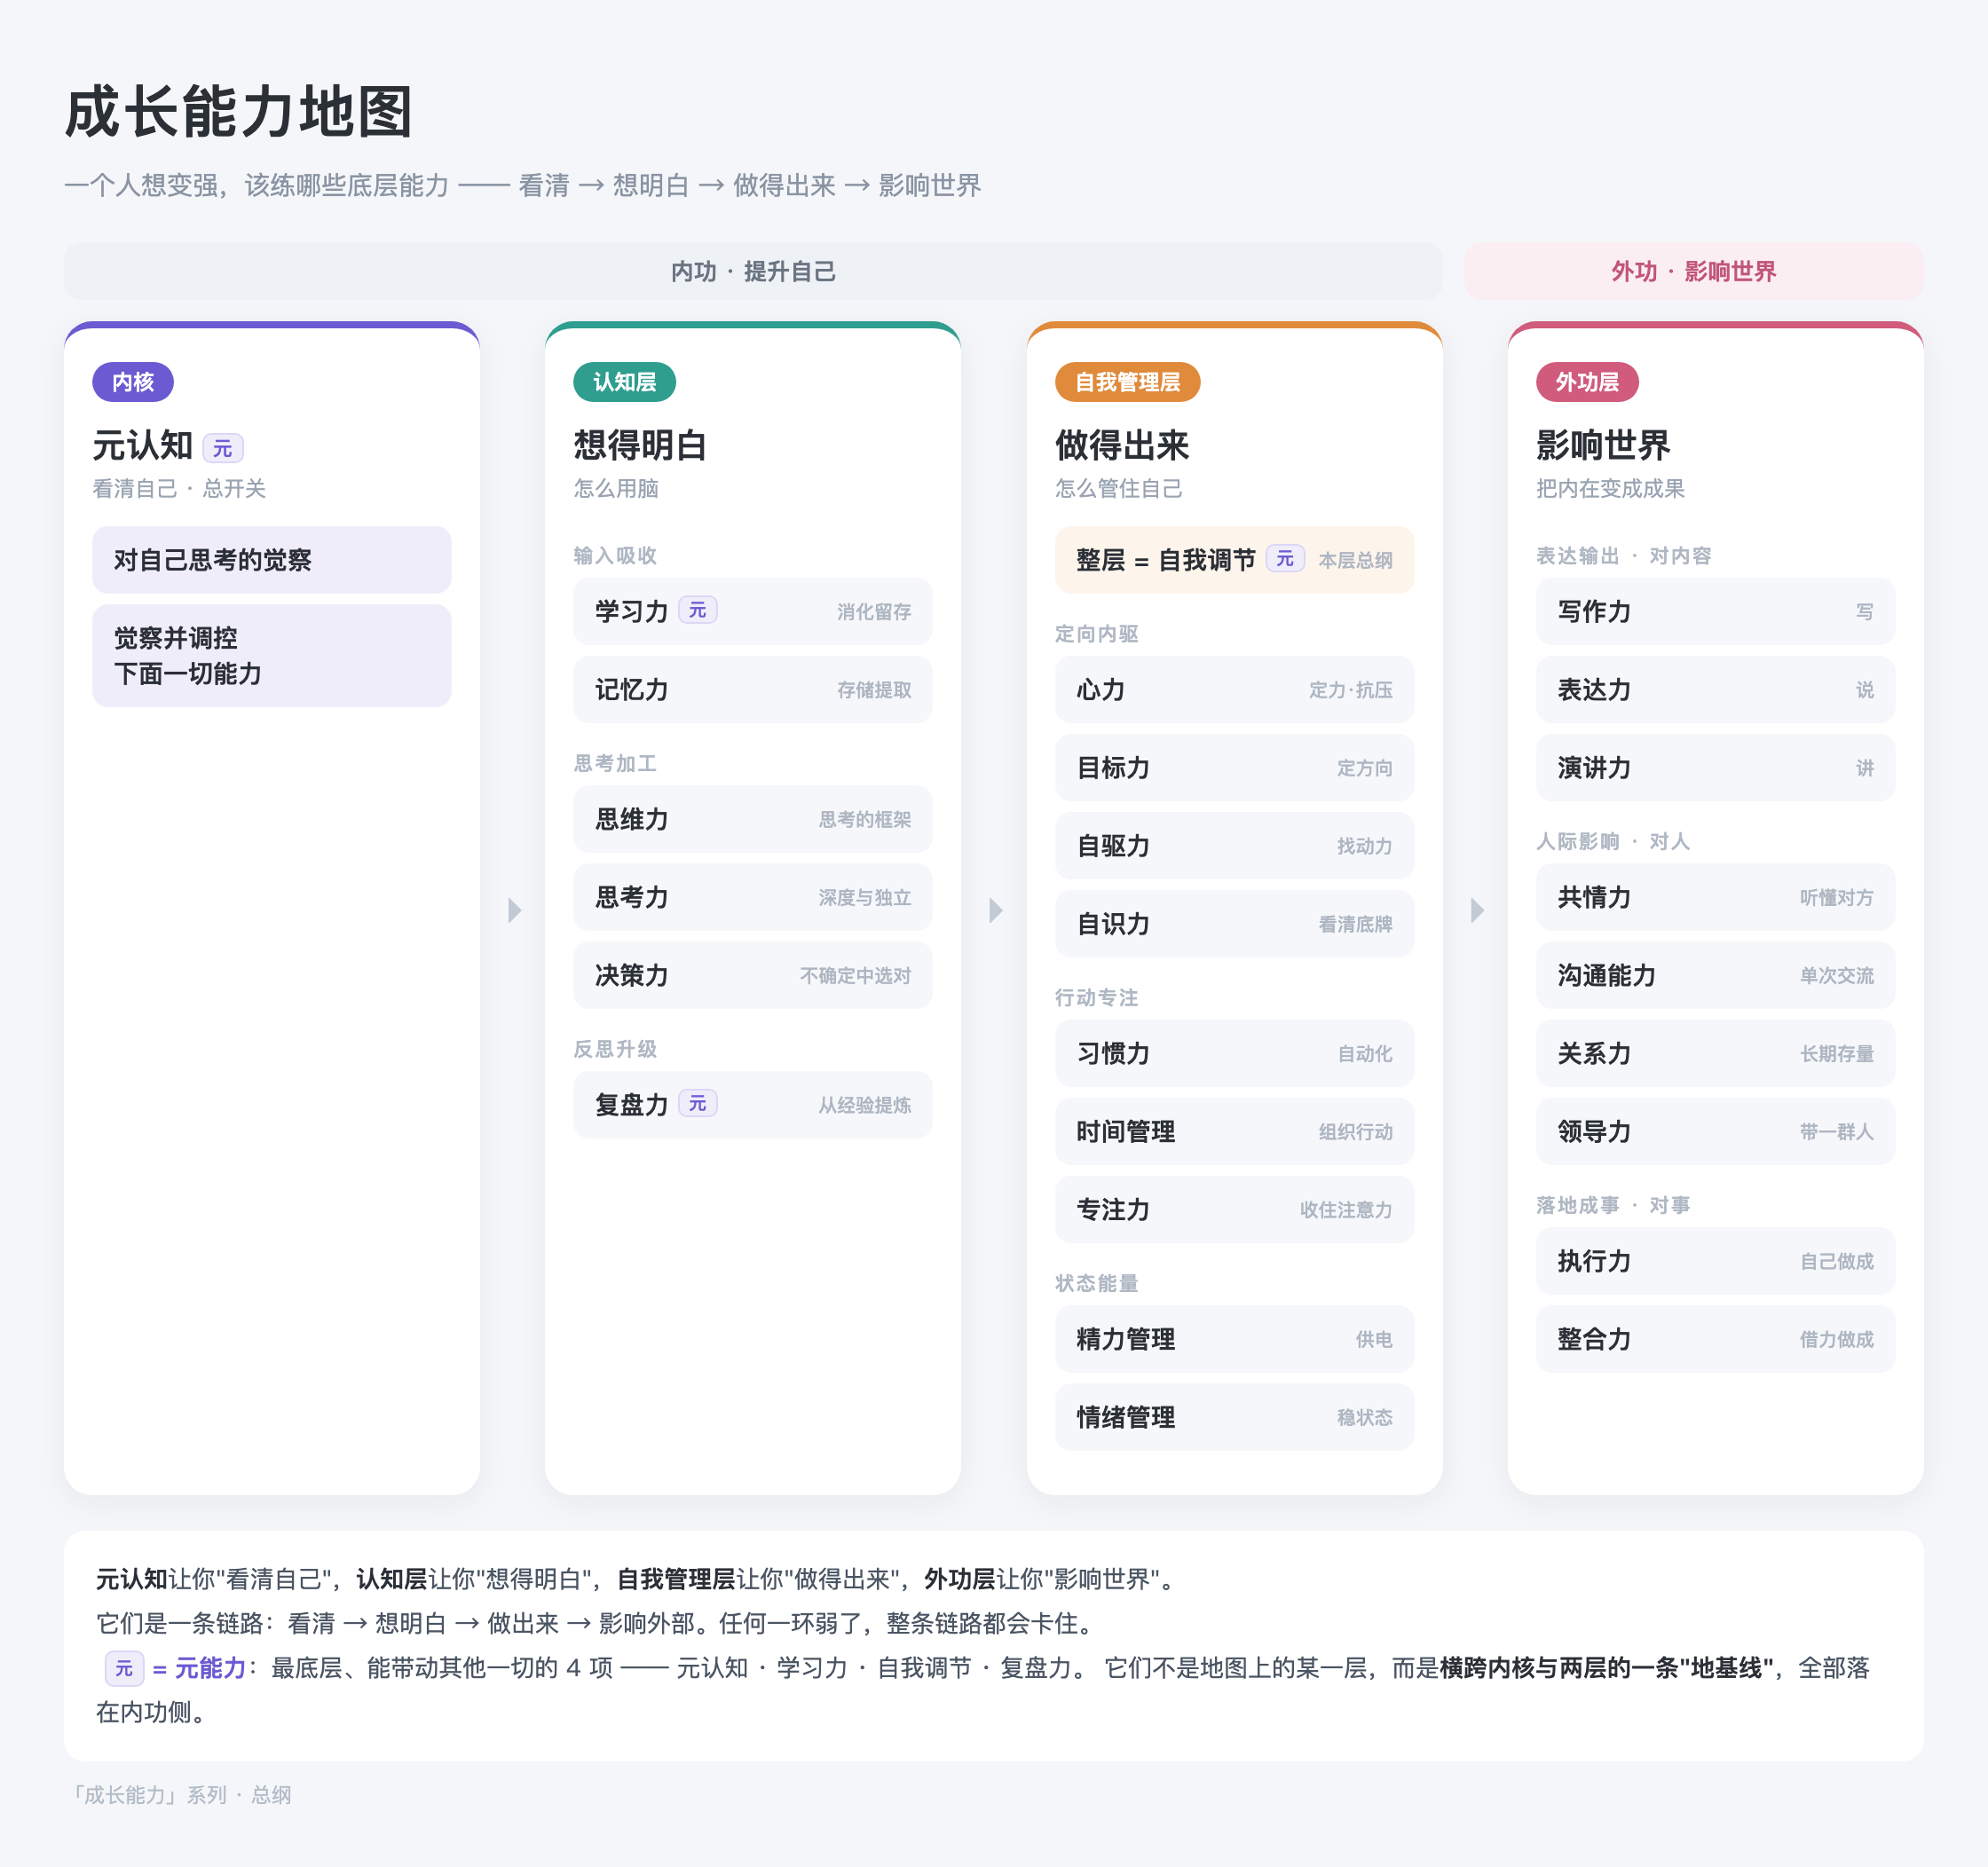 成长能力地图
一个人想变强，该练哪些底层能力 —— 看清 → 想明白 → 做得出来 → 影响世界
内功 · 提升自己
外功 · 影响世界
内核
元认知 元
看清自己 · 总开关
对自己思考的觉察
觉察并调控
下面一切能力
认知层
想得明白
怎么用脑
输入吸收
学习力 元 消化留存
记忆力 存储提取
思考加工
思维力 思考的框架
思考力 深度与独立
决策力 不确定中选对
反思升级
复盘力 元 从经验提炼
自我管理层
做得出来
怎么管住自己
整层 = 自我调节 元 本层总纲
定向内驱
心力 定力·抗压
目标力 定方向
自驱力 找动力
自识力 看清底牌
行动专注
习惯力 自动化
时间管理 组织行动
专注力 收住注意力
状态能量
精力管理 供电
情绪管理 稳状态
外功层
影响世界
把内在变成成果
表达输出 · 对内容
写作力 写
表达力 说
演讲力 讲
人际影响 · 对人
共情力 听懂对方
沟通能力 单次交流
关系力 长期存量
领导力 带一群人
落地成事 · 对事
执行力 自己做成
整合力 借力做成
元认知让你"看清自己"，认知层让你"想得明白"，自我管理层让你"做得出来"，外功层让你"影响世界"。
它们是一条链路：看清 → 想明白 → 做出来 → 影响外部。任何一环弱了，整条链路都会卡住。
元 = 元能力：最底层、能带动其他一切的 4 项 —— 元认知 · 学习力 · 自我调节 · 复盘力。 它们不是地图上的某一层，而是横跨内核与两层的一条"地基线"，全部落
在内功侧。
「成长能力」系列 · 总纲